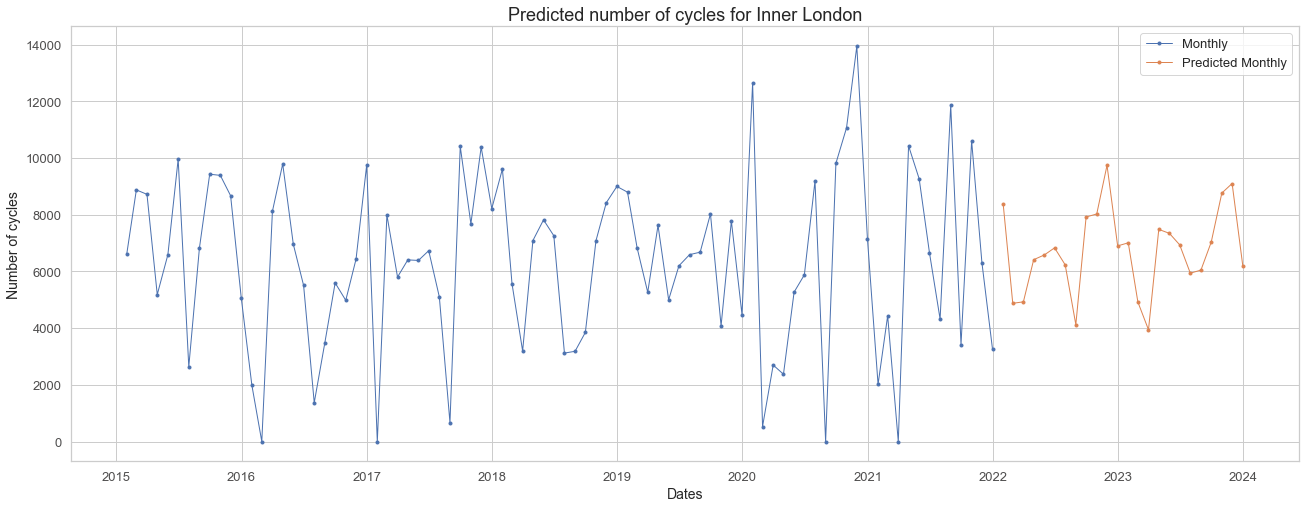 Predicted number of cycles for Inner London
Monthly
Predicted Monthly
Number of cycles
14000
12000
10000
8000
6000
4000
2000
0
2015 2016 2017 2018 2019 2020 2021 2022 2023 2024
Dates